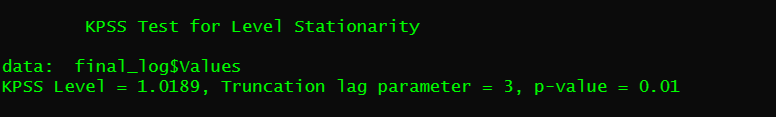 KPSS Test for Level Stationarity
data:  final_log$Values
KPSS Level = 1.0189, Truncation lag parameter = 3, p-value = 0.01